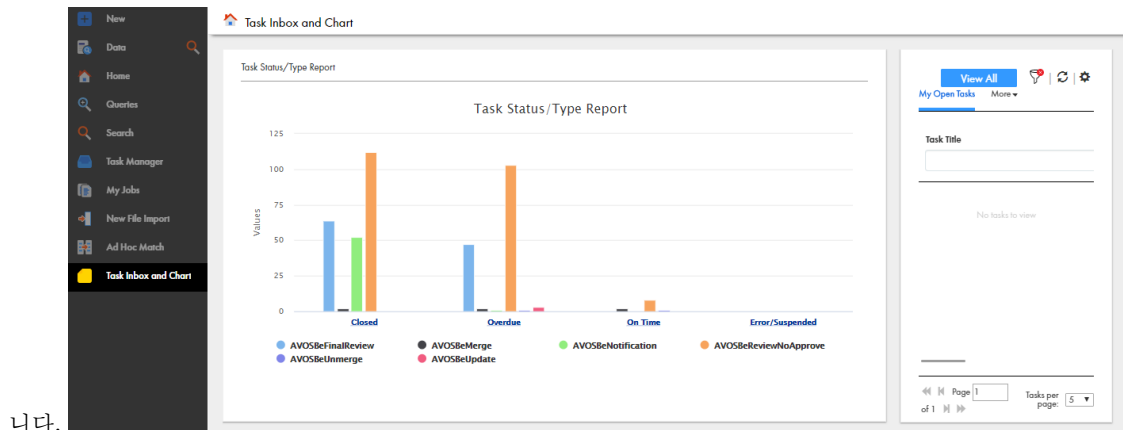 New
Data
Home
Queries
Search
Task Manager
My Jobs
New File Import
Ad Hoc Match
Task Inbox and Chart
Task Inbox and Chart
Task Status/Type Report
Task Status/Type Report
Values
125
100
75
50
25
0
Closed Overdue On Time Error/Suspended
AVOSBeFinalReview AVOSBeMerge AVOSBeNotification AVOSBeReviewNoApprove
AVOSBeUnmerge AVOSBeUpdate
View All
My Open Tasks More
Task Title
No tasks to view
Page 1
of 1
Tasks per
page: 5
니다.